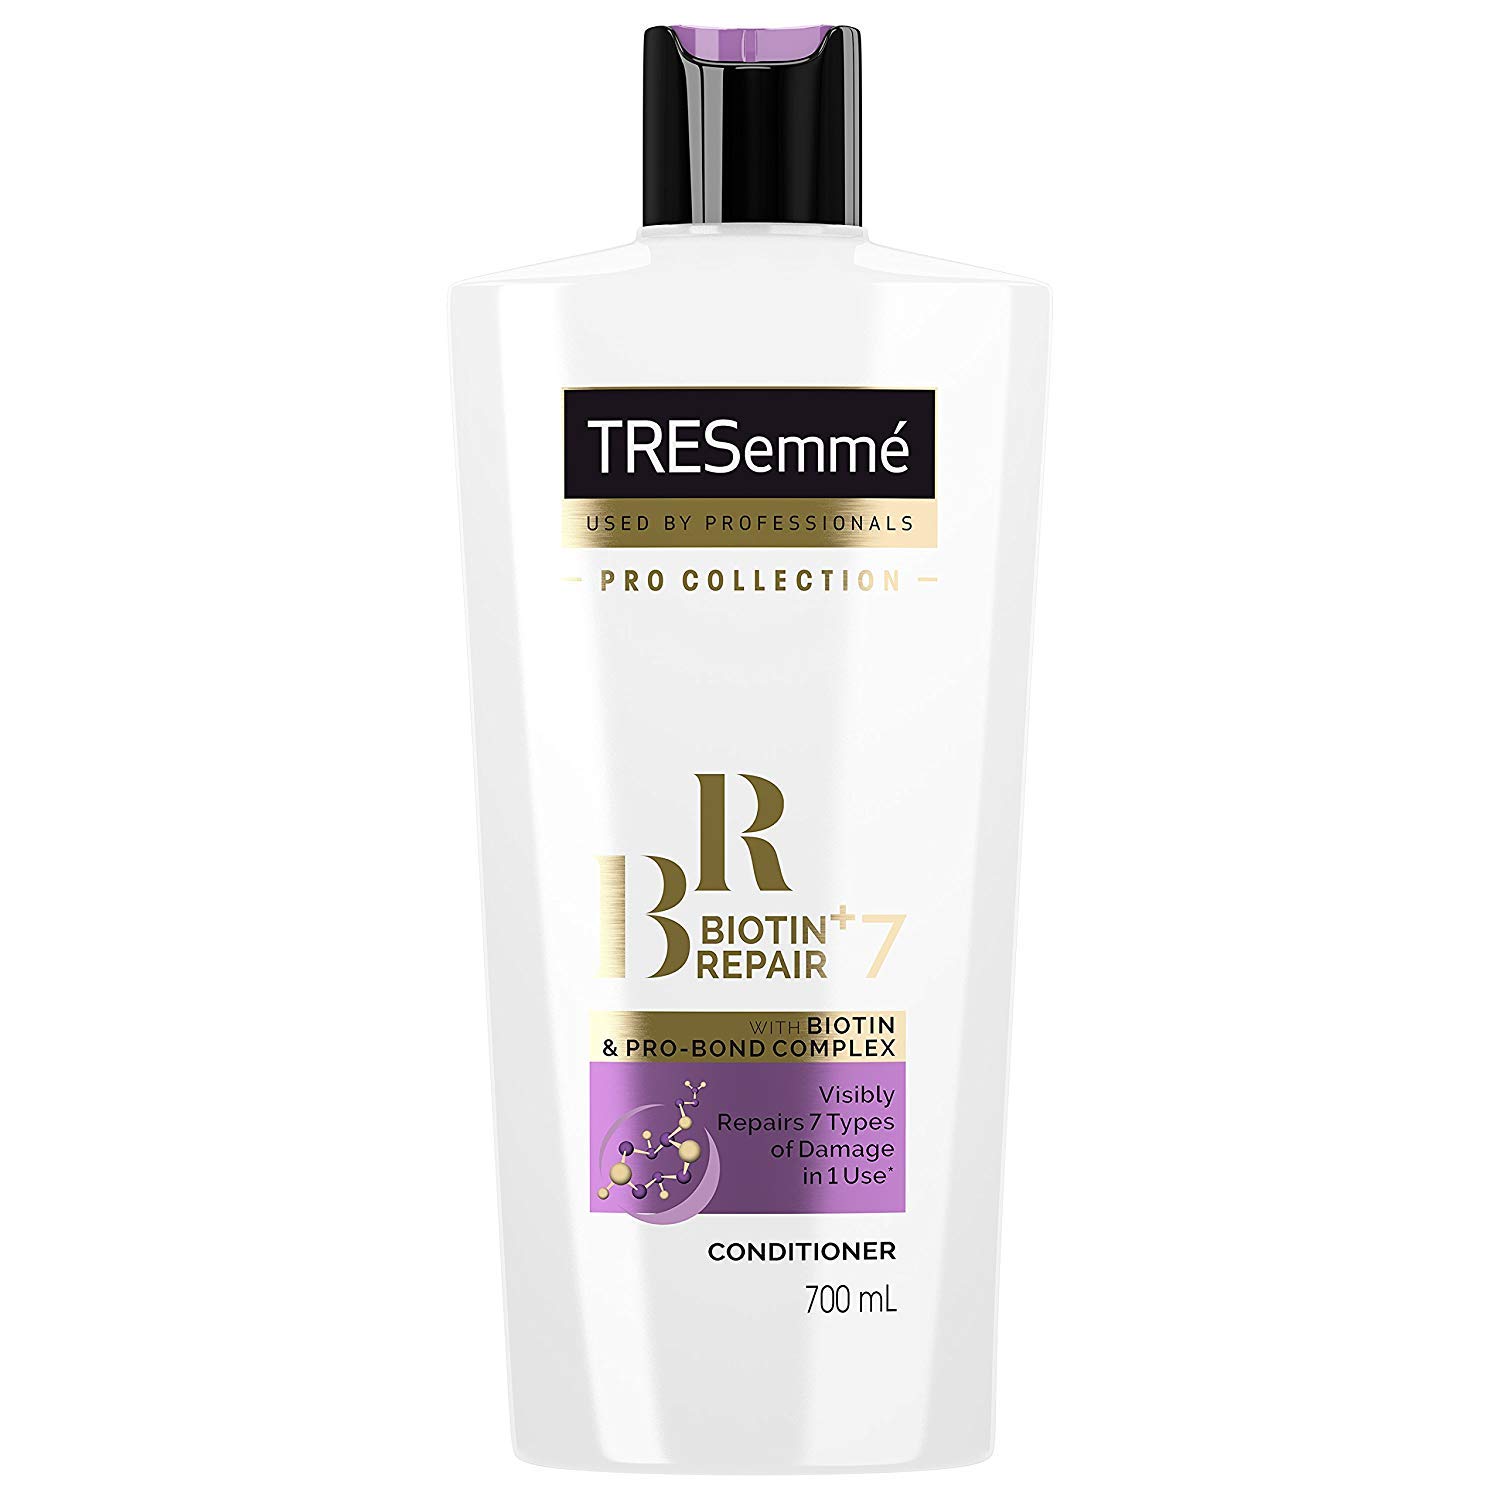 TRESemmé
USED BY PROFESSIONALS
PRO COLLECTION
BR
BIOTIN+7
REPAIR
WITH BIOTIN
& PRO-BOND COMPLEX
Visibly
Repairs 7 Types
of Damage
in 1 Use*
CONDITIONER
700 mL